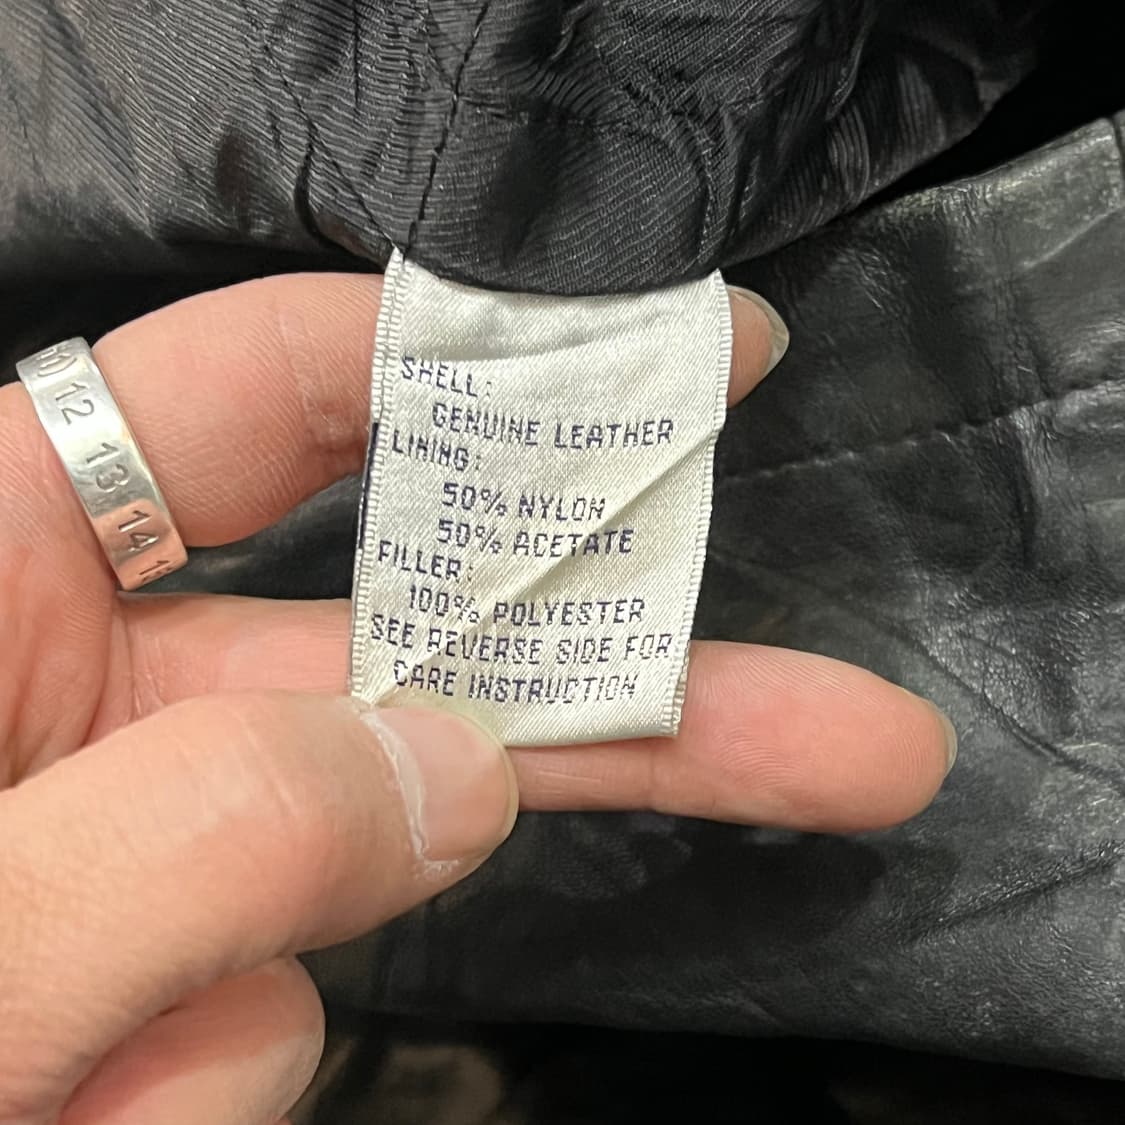 SHELL:
GENUINE LEATHER
LINING:
50% NYLON
50% ACETATE
FILLER:
100% POLYESTER
SEE REVERSE SIDE FOR
CARE INSTRUCTION
12 13 14